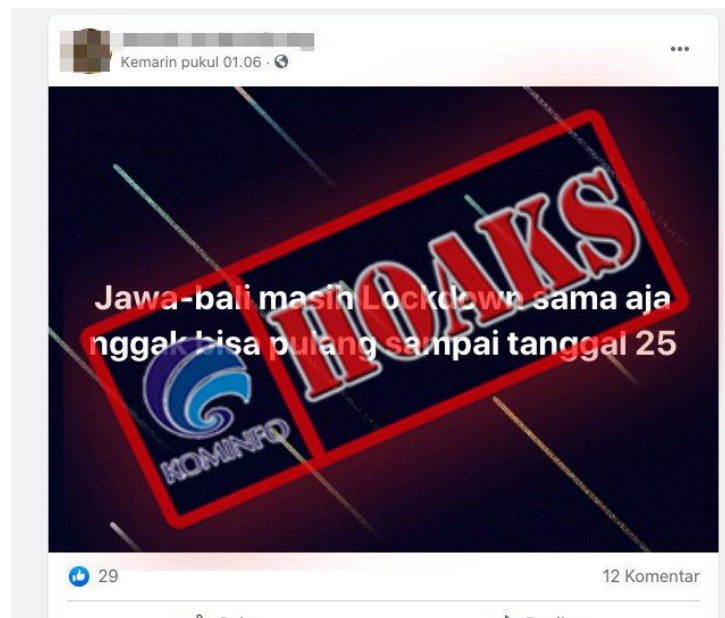 Kemarin pukul 01.06 ·
Jawa-bali masih Lockdown sama aja
nggak bisa pulang sampai tanggal 25
HOAKS
KOMINFO
29
12 Komentar